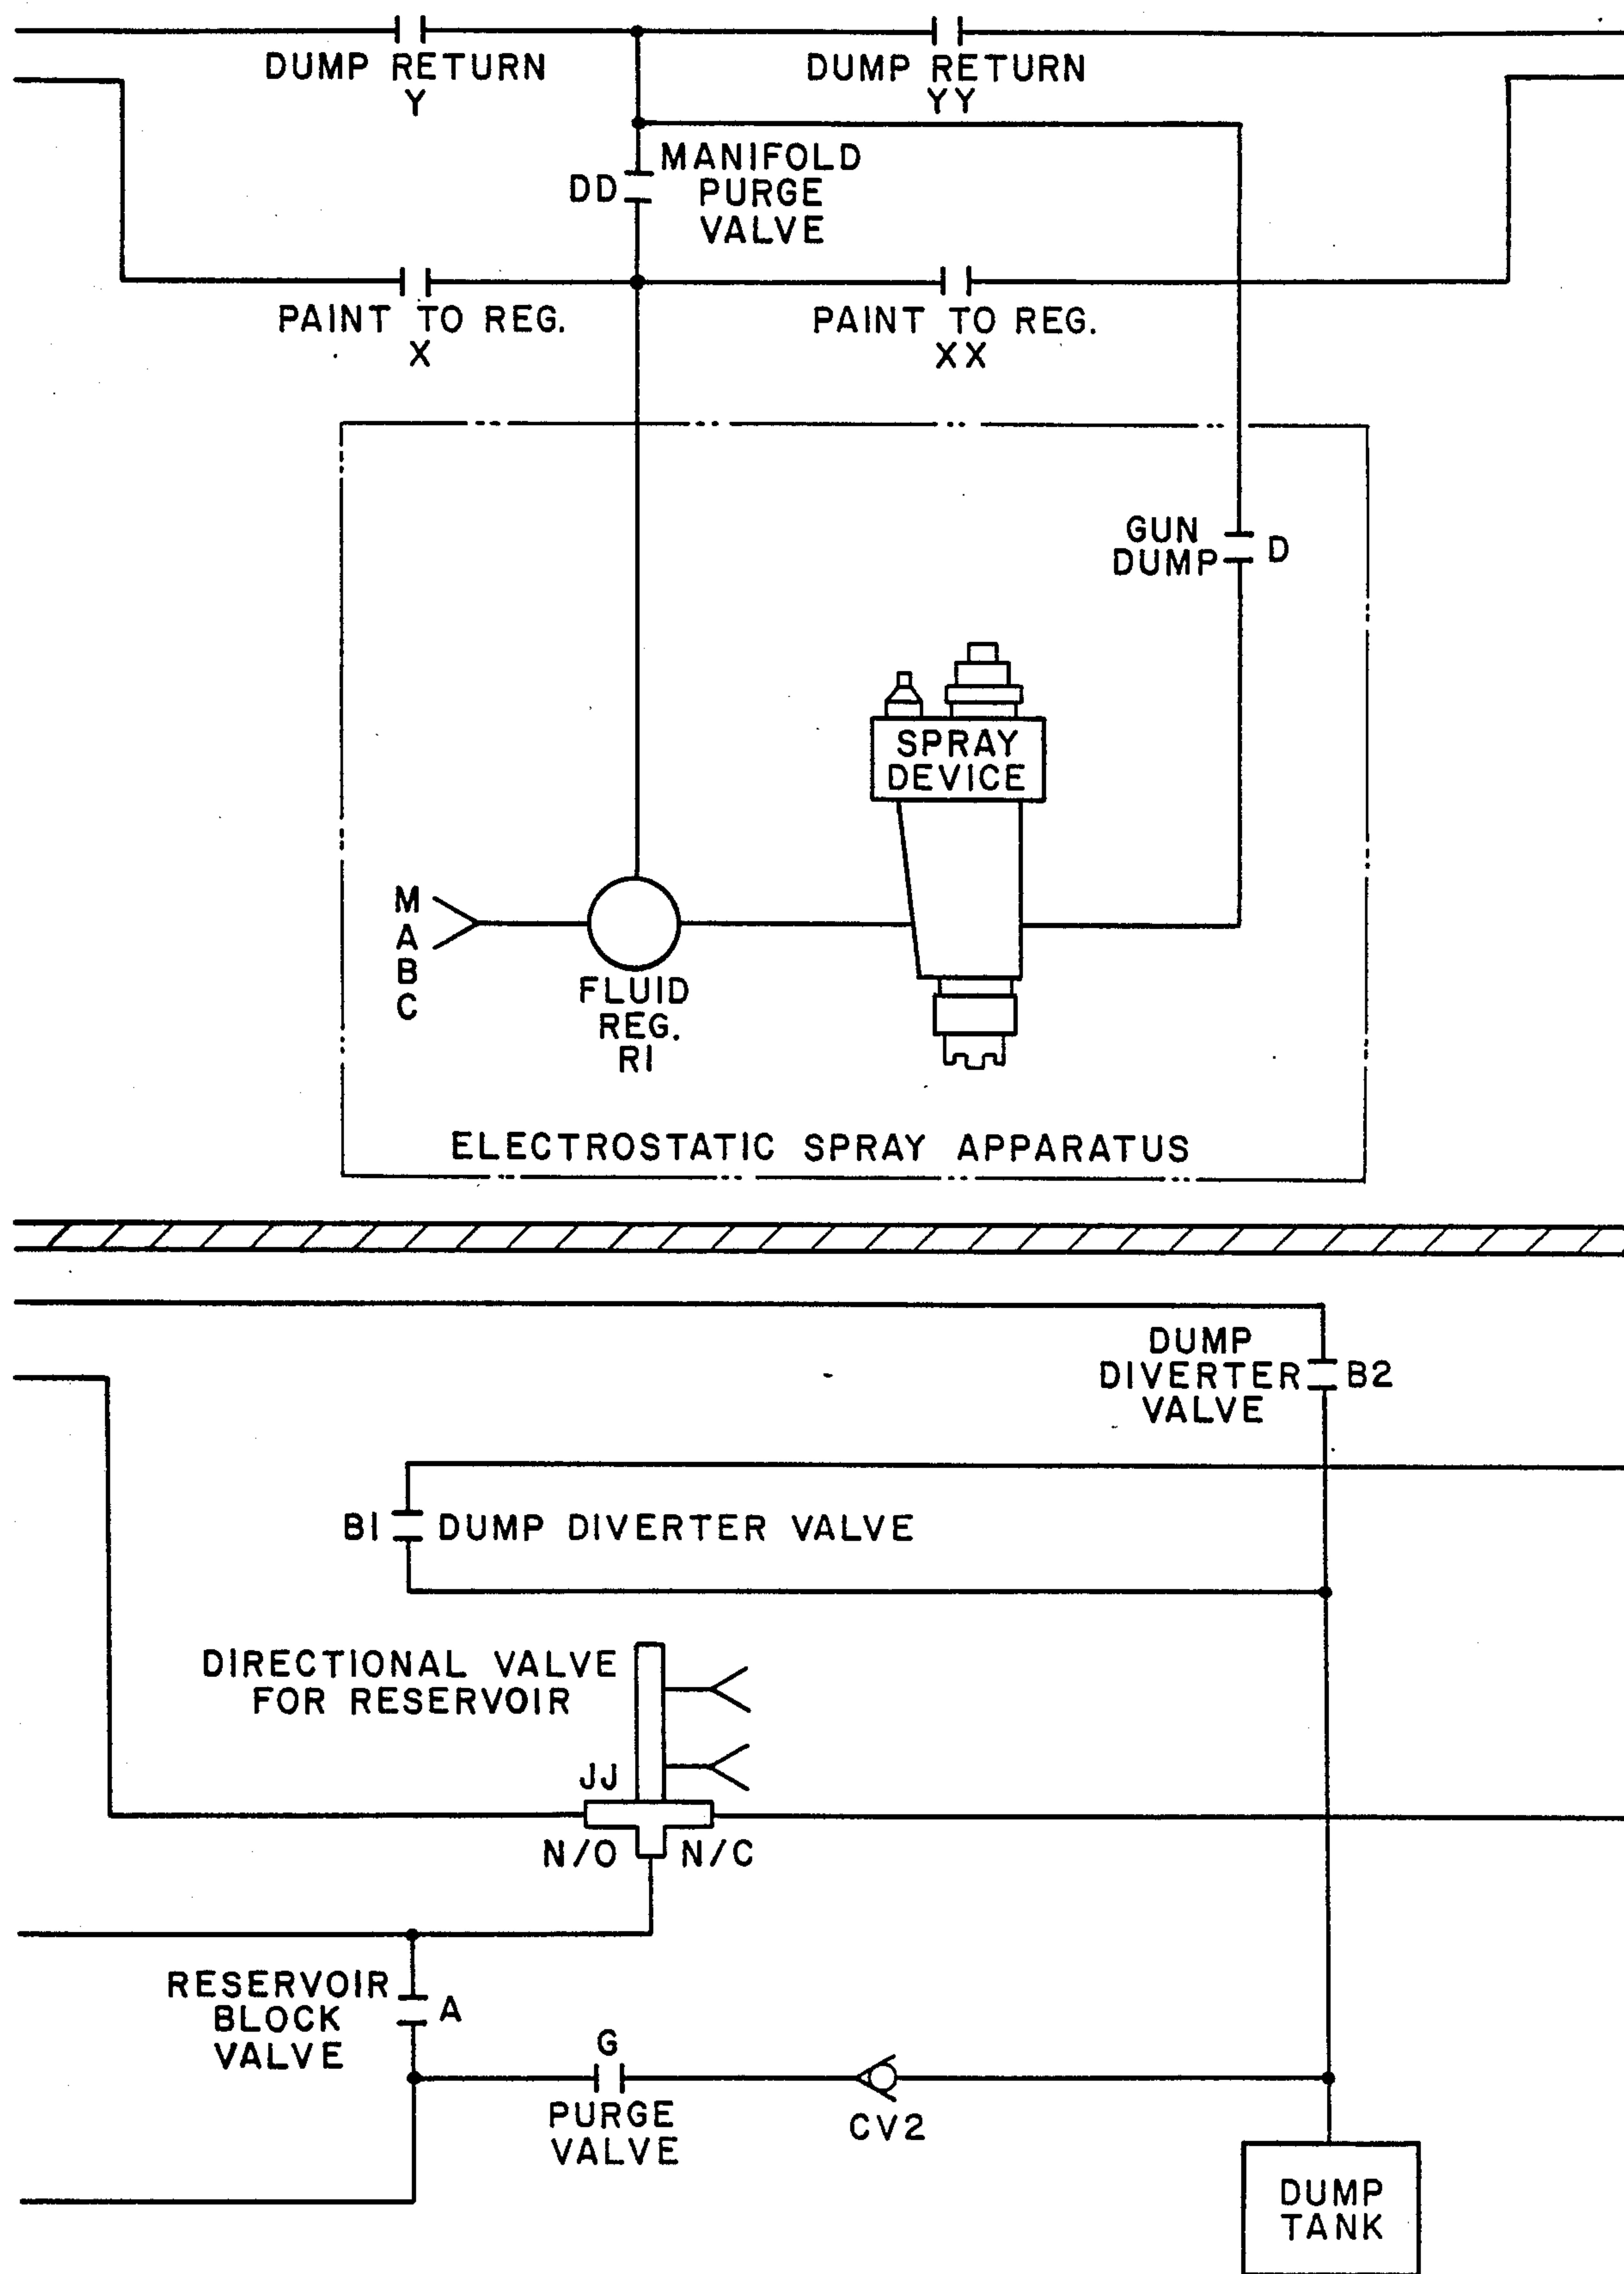 DUMP RETURN
Y
DUMP RETURN
YY
DD
MANIFOLD
PURGE
VALVE
PAINT TO REG.
X
PAINT TO REG.
XX
GUN
DUMP
D
SPRAY
DEVICE
M
A
B
C
FLUID
REG.
R1
ELECTROSTATIC SPRAY APPARATUS
DUMP
DIVERTER
VALVE
B2
B1
DUMP DIVERTER VALVE
DIRECTIONAL VALVE
FOR RESERVOIR
JJ
N/O
N/C
RESERVOIR
BLOCK
VALVE
A
G
PURGE
VALVE
CV2
DUMP
TANK